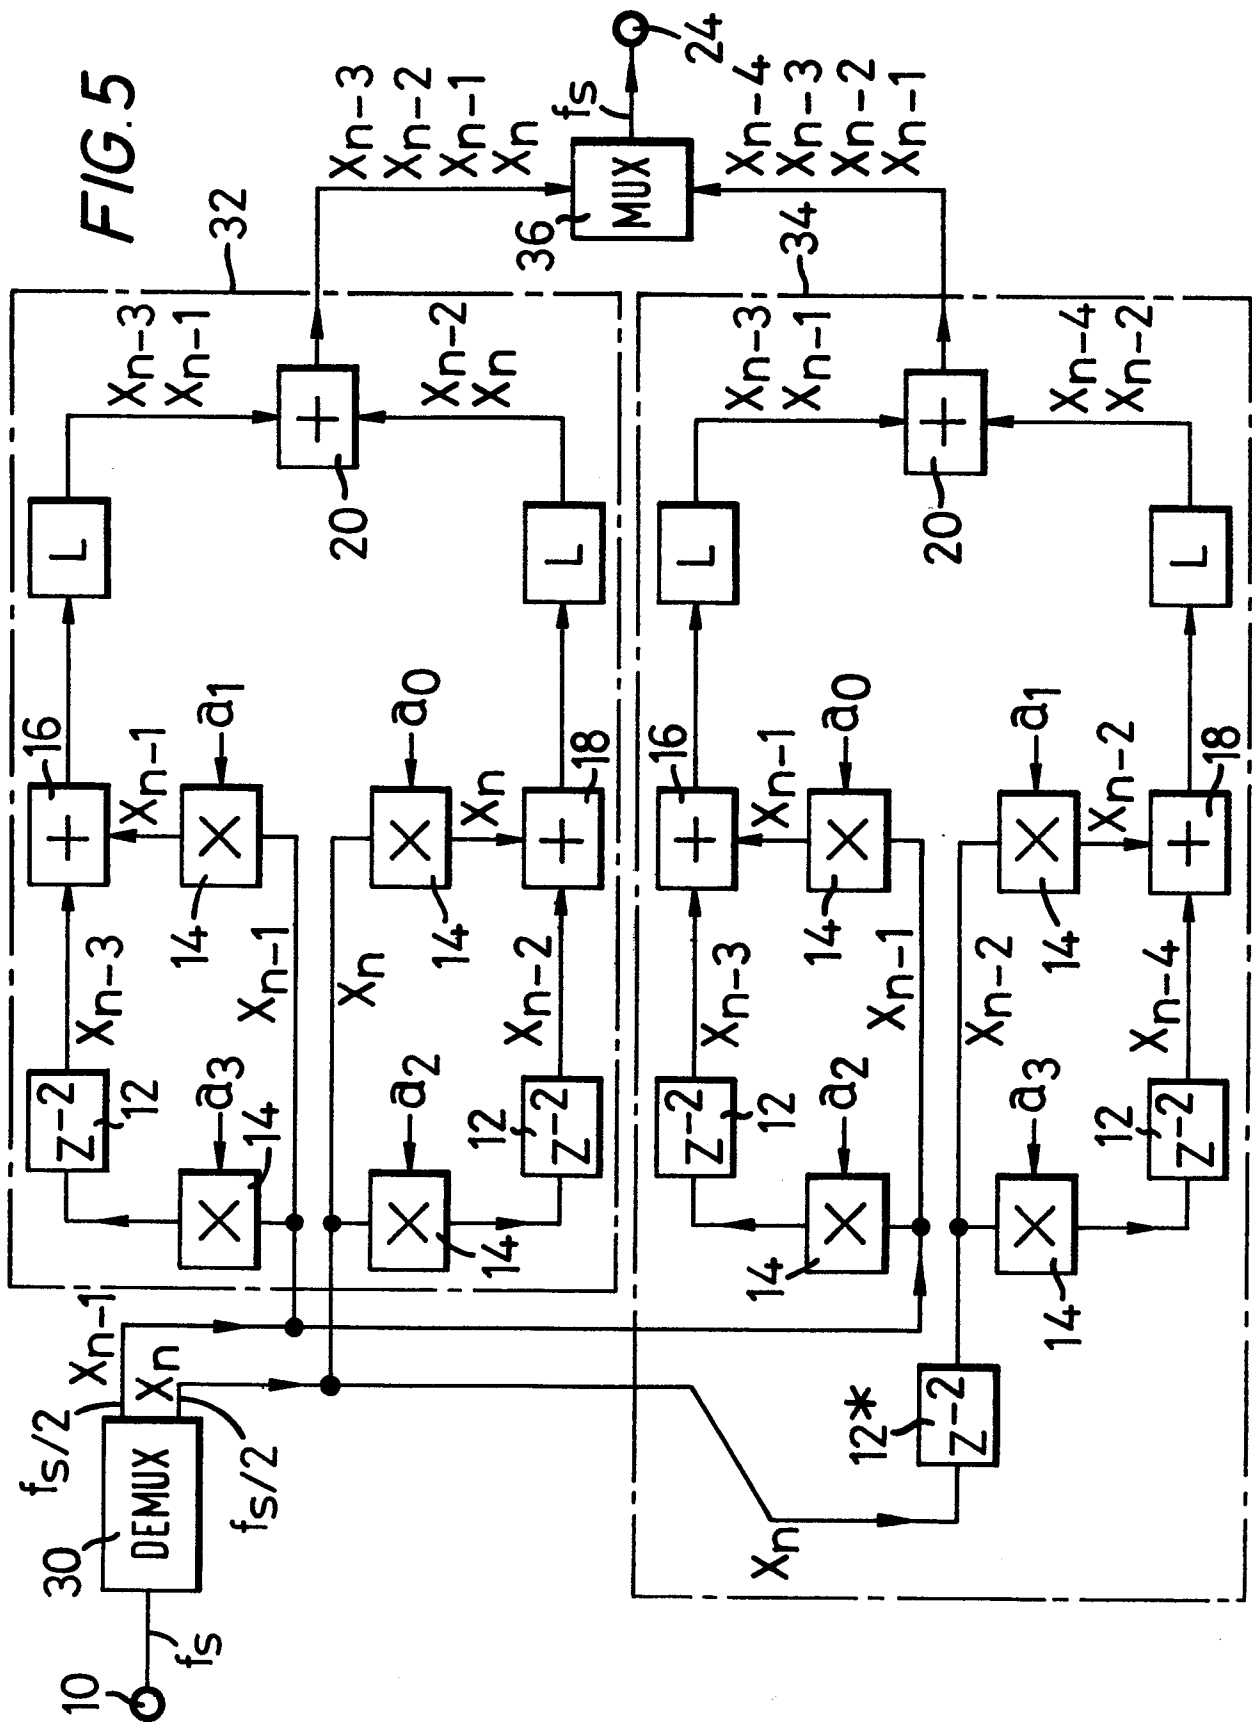 FIG. 5
10
fs
30
DEMUX
fs/2
fs/2
Xn-1
Xn
32
14
a3
Z-2
12
Xn-3
Xn-1
14
a1
Xn-1
16
+
L
Xn-3
Xn-1
14
a2
12
Z-2
Xn-2
Xn
14
a0
Xn
18
+
L
Xn-2
Xn
+
20
Xn-3
Xn-2
Xn-1
Xn
34
Xn
12*
Z-2
14
a2
Z-2
12
Xn-3
Xn-1
14
a0
Xn-1
16
+
L
Xn-3
Xn-1
14
a3
12
Z-2
Xn-4
Xn-2
14
a1
Xn-2
18
+
L
Xn-4
Xn-2
+
20
Xn-4
Xn-3
Xn-2
Xn-1
36
MUX
fs
24